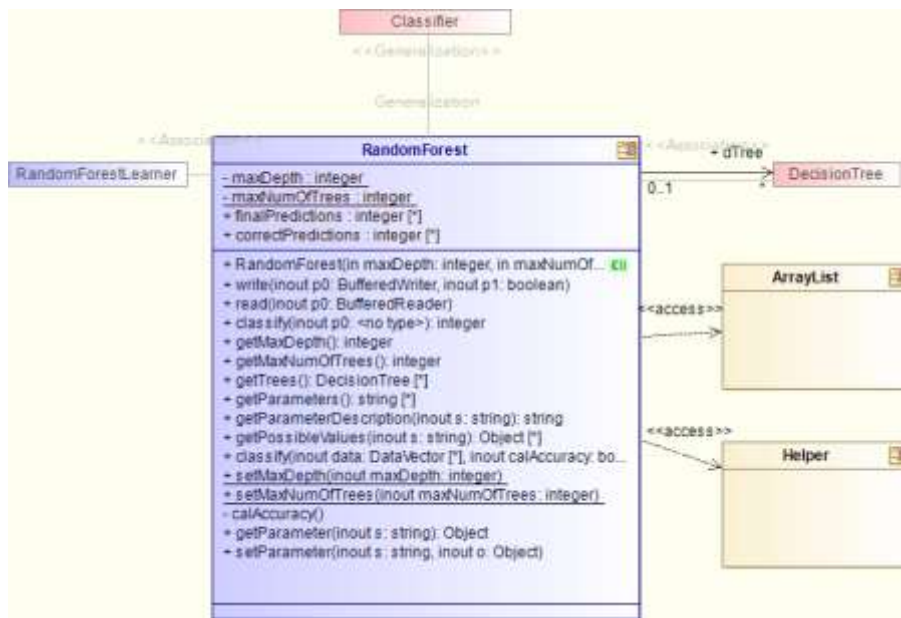 Classifier
<<Generalization>>
Generalization
<<Association>>
RandomForest
<<Association>>
+ dTree
RandomForestLearner
DecisionTree
0..1
*
- maxDepth : integer
- maxNumOfTrees : integer
+ finalPredictions : integer [*]
+ correctPredictions : integer [*]
+ RandomForest(in maxDepth: integer, in maxNumOf...
+ write(inout p0: BufferedWriter, inout p1: boolean)
+ read(inout p0: BufferedReader)
+ classify(inout p0: <no type>): integer
+ getMaxDepth(): integer
+ getMaxNumOfTrees(): integer
+ getTrees(): DecisionTree [*]
+ getParameters(): string [*]
+ getParameterDescription(inout s: string): string
+ getPossibleValues(inout s: string): Object [*]
+ classify(inout data: DataVector [*], inout calAccuracy: bo...
+ setMaxDepth(inout maxDepth: integer)
+ setMaxNumOfTrees(inout maxNumOfTrees: integer)
- calAccuracy()
+ getParameter(inout s: string): Object
+ setParameter(inout s: string, inout o: Object)
ArrayList
<<access>>
<<access>>
Helper